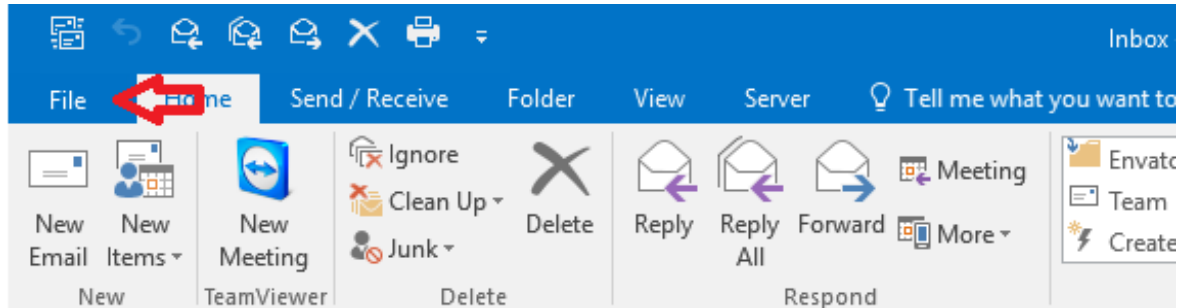 Inbox
File Home Send / Receive Folder View Server Tell me what you want to
Ignore
Clean Up
Junk
Delete
New Email
New Items
New Meeting
Reply
Reply All
Forward
Meeting
More
Team
Create
New TeamViewer Delete Respond